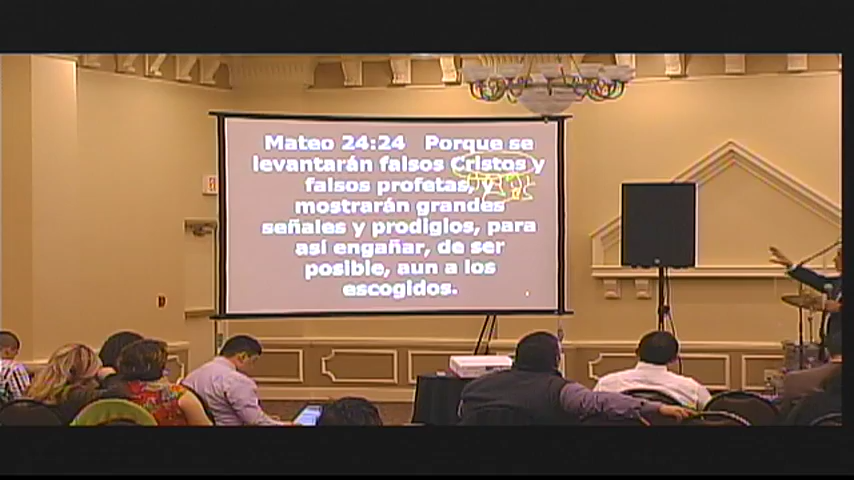 Mateo 24:24 Porque se
levantarán falsos Cristos y
falsos profetas, y
mostrarán grandes
señales y prodigios, para
así engañar, de ser
posible, aun a los
escogidos.